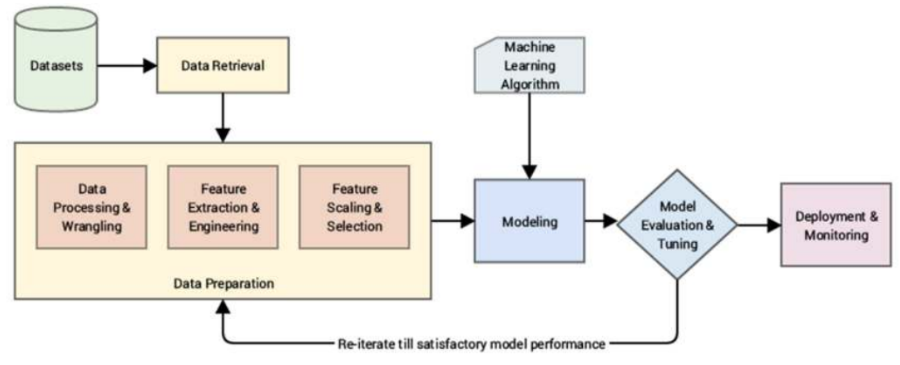 Datasets
Data Retrieval
Machine
Learning
Algorithm
Data
Processing &
Wrangling
Feature
Extraction &
Engineering
Feature
Scaling &
Selection
Data Preparation
Modeling
Model
Evaluation &
Tuning
Deployment &
Monitoring
Re-iterate till satisfactory model performance